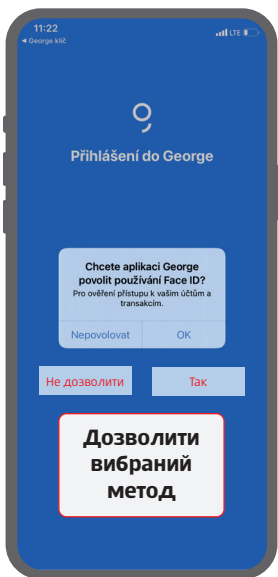 11:22
LTE
◀ George klíč
Přihlášení do George
Chcete aplikaci George
povolit používání Face ID?
Pro ověření přístupu k vašim účtům a
transakcím.
Nepovolovat OK
Не дозволити Так
Дозволити
вибраний
метод